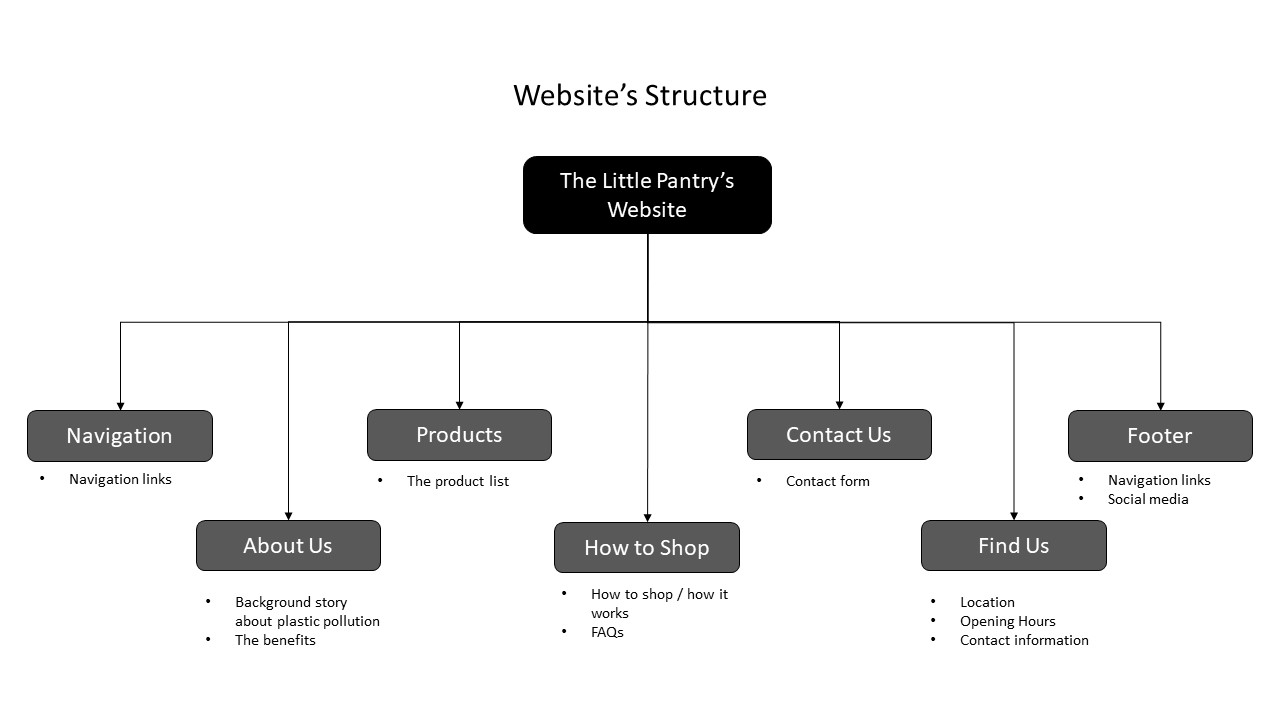 Website’s Structure
The Little Pantry’s
Website
Navigation
• Navigation links
About Us
• Background story
about plastic pollution
• The benefits
Products
• The product list
How to Shop
• How to shop / how it
works
• FAQs
Contact Us
• Contact form
Find Us
• Location
• Opening Hours
• Contact information
Footer
• Navigation links
• Social media